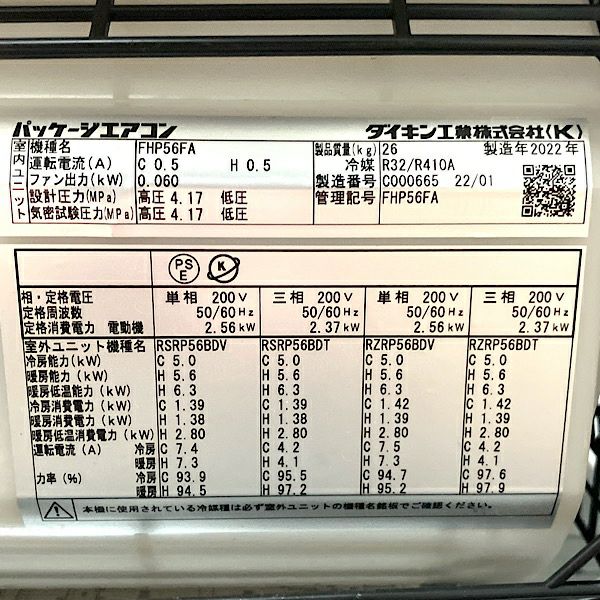 パッケージエアコン ダイキン工業株式会社(K)
室内ユニット
機種名 FHP56FA 製品質量(kg) 26 製造年2022年
運転電流(A) C 0.5 H 0.5 冷媒 R32/R410A
ファン出力(kW) 0.060 製造番号 C000665 22/01
設計圧力(MPa) 高圧 4.17 低圧 管理記号 FHP56FA
気密試験圧力(MPa) 高圧 4.17 低圧
PS
E K
相・定格電圧 単相 200V 三相 200V 単相 200V 三相 200V
定格周波数 50/60Hz 50/60Hz 50/60Hz 50/60Hz
定格消費電力 電動機 2.56kW 2.37kW 2.56kW 2.37kW
室外ユニット機種名 RSRP56BDV RSRP56BDT RZRP56BDV RZRP56BDT
冷房能力(kW) C 5.0 C 5.0 C 5.0 C 5.0
暖房能力(kW) H 5.6 H 5.6 H 5.6 H 5.6
暖房低温能力(kW) H 6.3 H 6.3 H 6.3 H 6.3
冷房消費電力(kW) C 1.39 C 1.39 C 1.42 C 1.42
暖房消費電力(kW) H 1.38 H 1.38 H 1.39 H 1.39
暖房低温消費電力(kW) H 2.80 H 2.80 H 2.80 H 2.80
運転電流(A) 冷房 C 7.4 C 4.2 C 7.5 C 4.2
暖房 H 7.3 H 4.1 H 7.3 H 4.1
力率(%) 冷房 C 93.9 C 95.5 C 94.7 C 97.6
暖房 H 94.5 H 97.2 H 95.2 H 97.9
本機に使用されている冷媒種は必ず室外ユニットの機種名銘板でご確認ください。